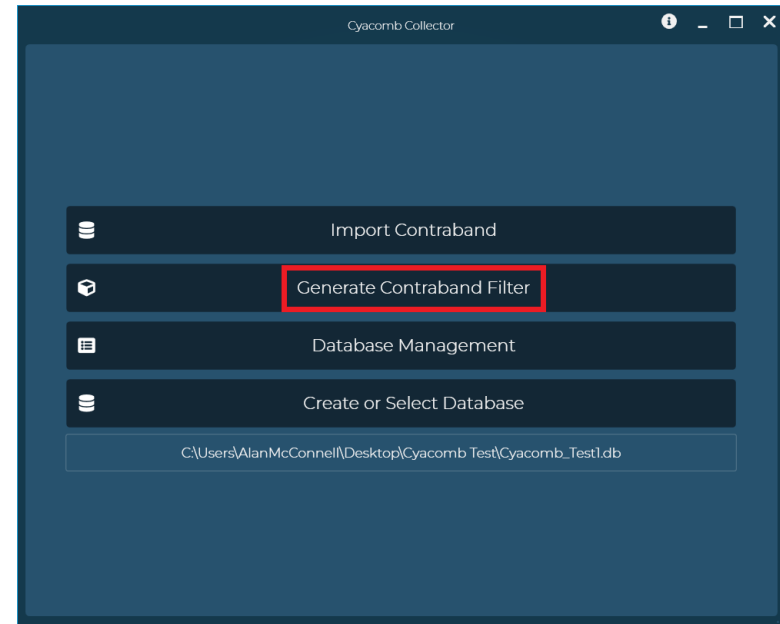 Cyacomb Collector
Import Contraband
Generate Contraband Filter
Database Management
Create or Select Database
C:\Users\AlanMcConnell\Desktop\Cyacomb Test\Cyacomb_Test1.db